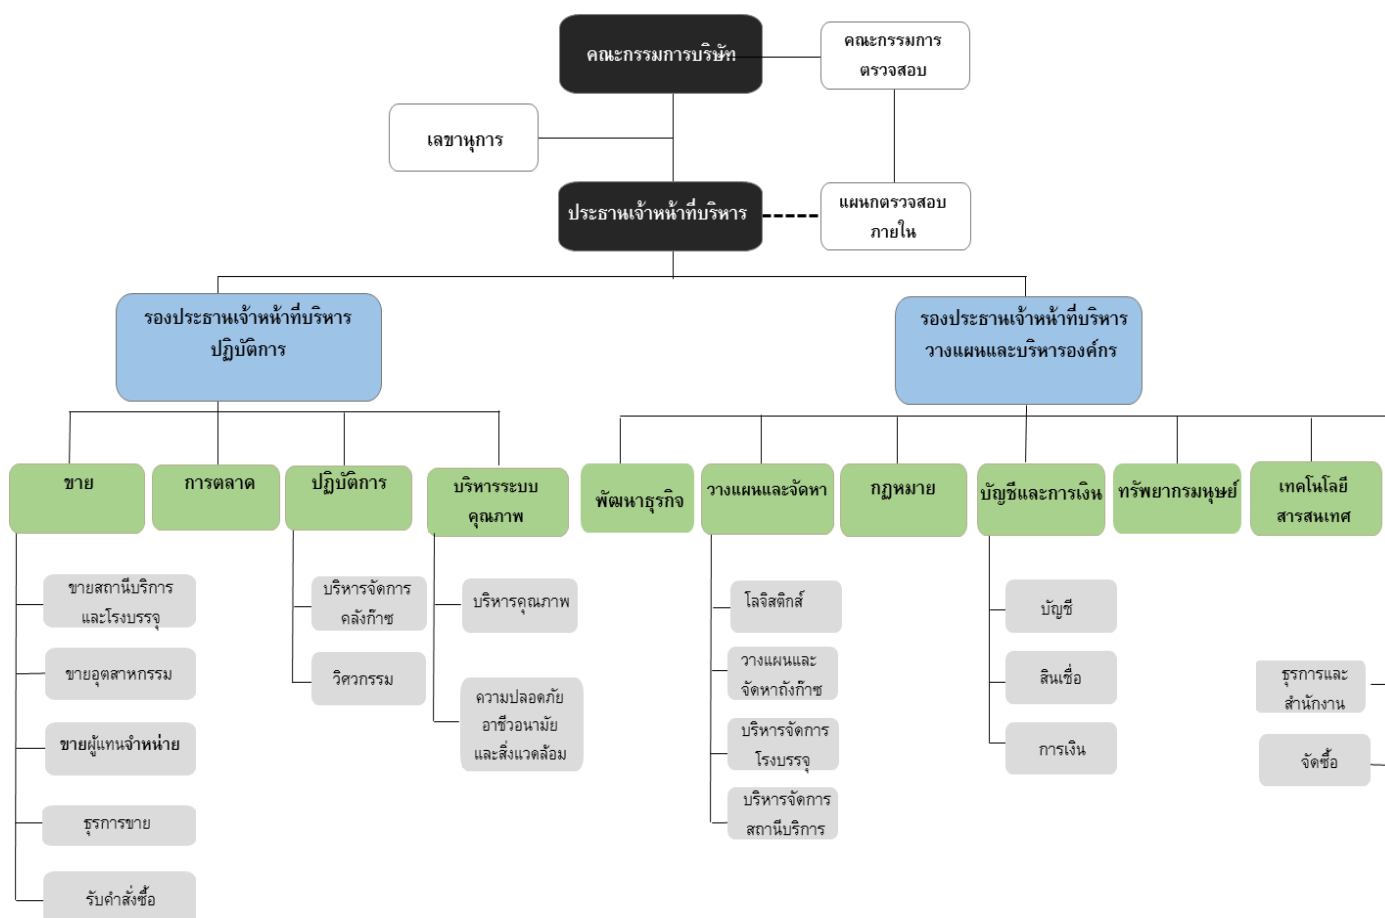 คณะกรรมการบริษัท
คณะกรรมการ
ตรวจสอบ
เลขานุการ
ประธานเจ้าหน้าที่บริหาร
แผนกตรวจสอบ
ภายใน
รองประธานเจ้าหน้าที่บริหาร
ปฏิบัติการ
รองประธานเจ้าหน้าที่บริหาร
วางแผนและบริหารองค์กร
ขาย
การตลาด
ปฏิบัติการ
บริหารระบบ
คุณภาพ
พัฒนาธุรกิจ
วางแผนและจัดหา
กฏหมาย
บัญชีและการเงิน
ทรัพยากรมนุษย์
เทคโนโลยี
สารสนเทศ
ขายสถานีบริการ
และโรงบรรจุ
ขายอุตสาหกรรม
ขายผู้แทนจำหน่าย
ธุรการขาย
รับคำสั่งซื้อ
บริหารจัดการ
คลังก๊าซ
วิศวกรรม
บริหารคุณภาพ
ความปลอดภัย
อาชีวอนามัย
และสิ่งแวดล้อม
โลจิสติกส์
วางแผนและ
จัดหาถังก๊าซ
บริหารจัดการ
โรงบรรจุ
บริหารจัดการ
สถานีบริการ
บัญชี
สินเชื่อ
การเงิน
ธุรการและ
สำนักงาน
จัดซื้อ